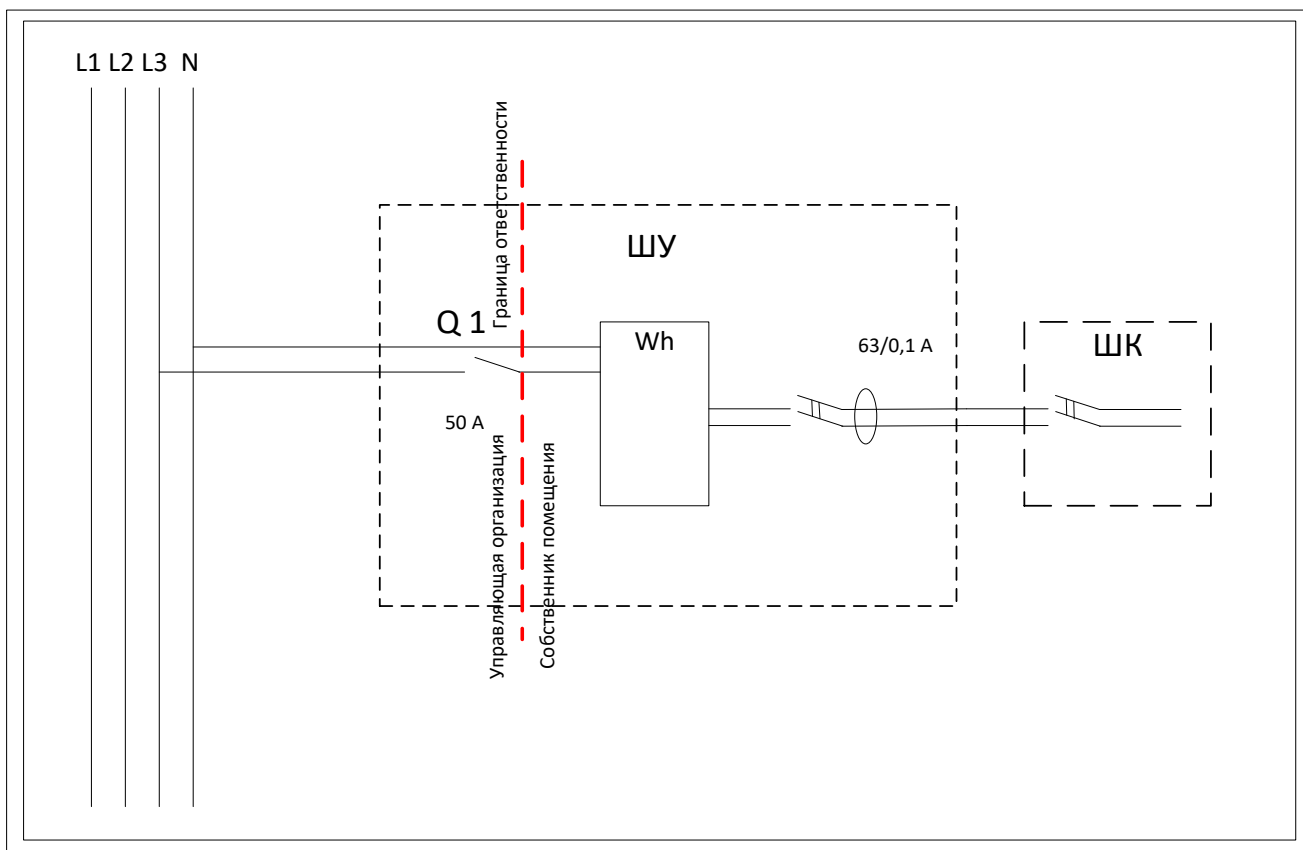 L1 L2 L3 N
Граница ответственности
ШУ
Q 1
Wh
63/0,1 А
ШК
50 А
Управляющая организация
Собственник помещения